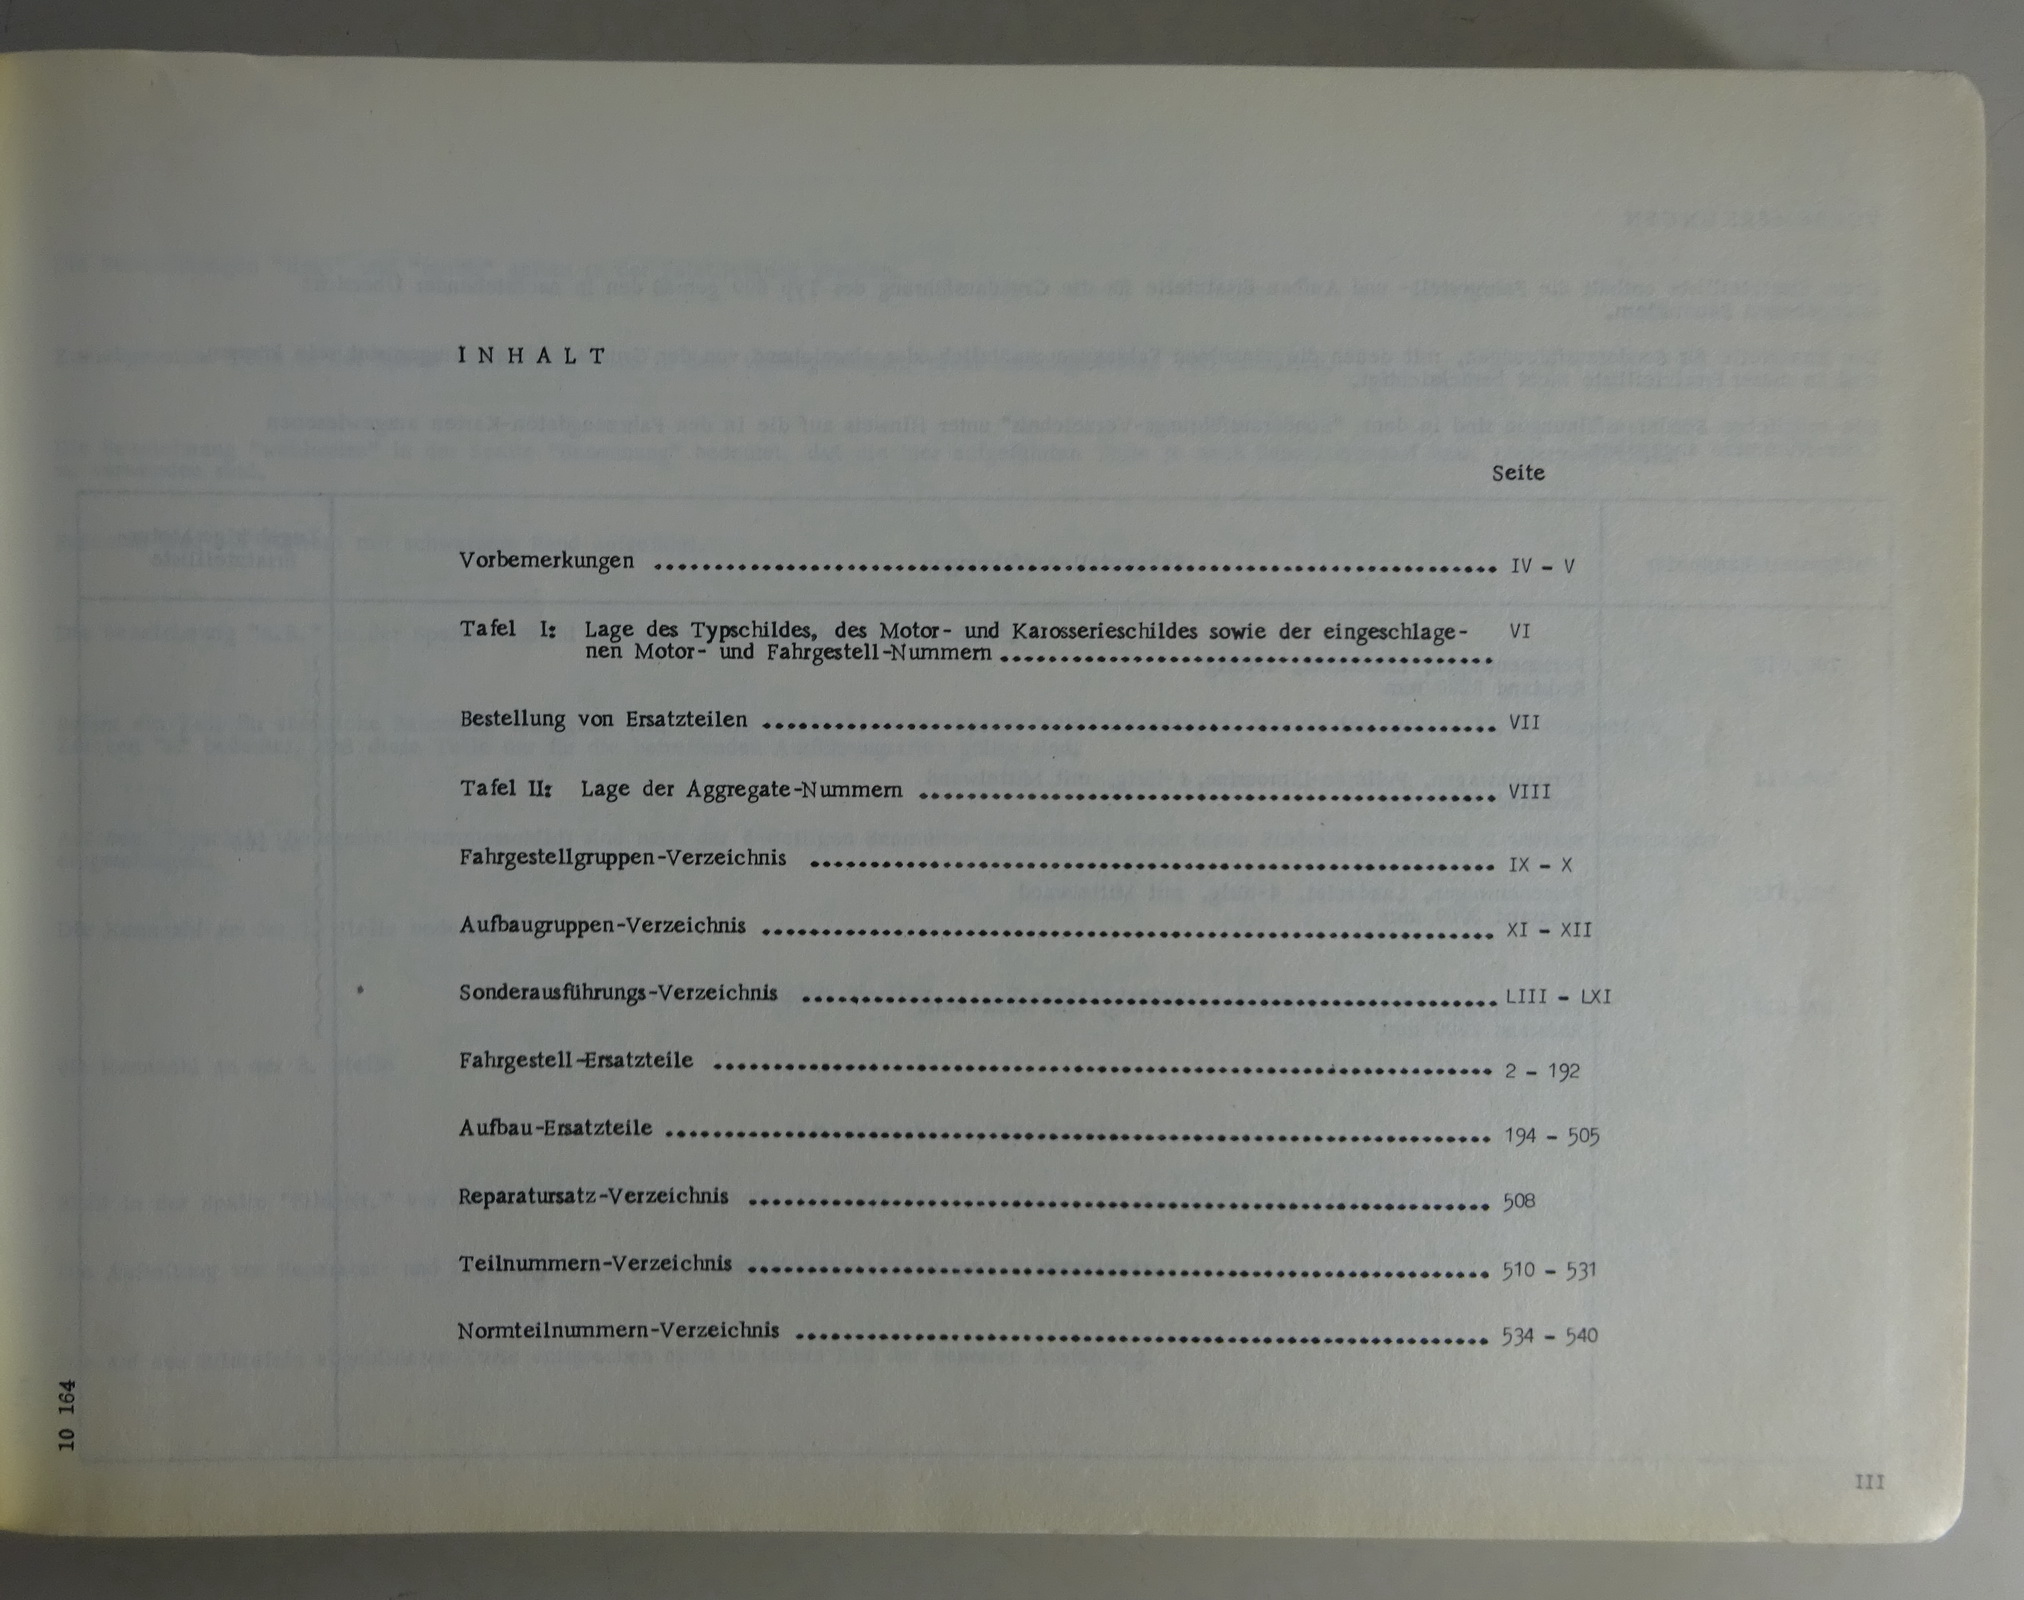 INHALT
Seite
Vorbemerkungen ........ IV - V
Tafel I: Lage des Typschildes, des Motor- und Karosserieschildes sowie der eingeschlage- VI
nen Motor- und Fahrgestell-Nummern ........
Bestellung von Ersatzteilen ........ VII
Tafel II: Lage der Aggregate-Nummern ........ VIII
Fahrgestellgruppen-Verzeichnis ........ IX - X
Aufbaugruppen-Verzeichnis ........ XI - XII
Sonderausführungs-Verzeichnis ........ LIII - LXI
Fahrgestell-Ersatzteile ........ 2 - 192
Aufbau-Ersatzteile ........ 194 - 505
Reparatursatz-Verzeichnis ........ 508
Teilnummern-Verzeichnis ........ 510 - 531
Normteilnummern-Verzeichnis ........ 534 - 540
10 164
III